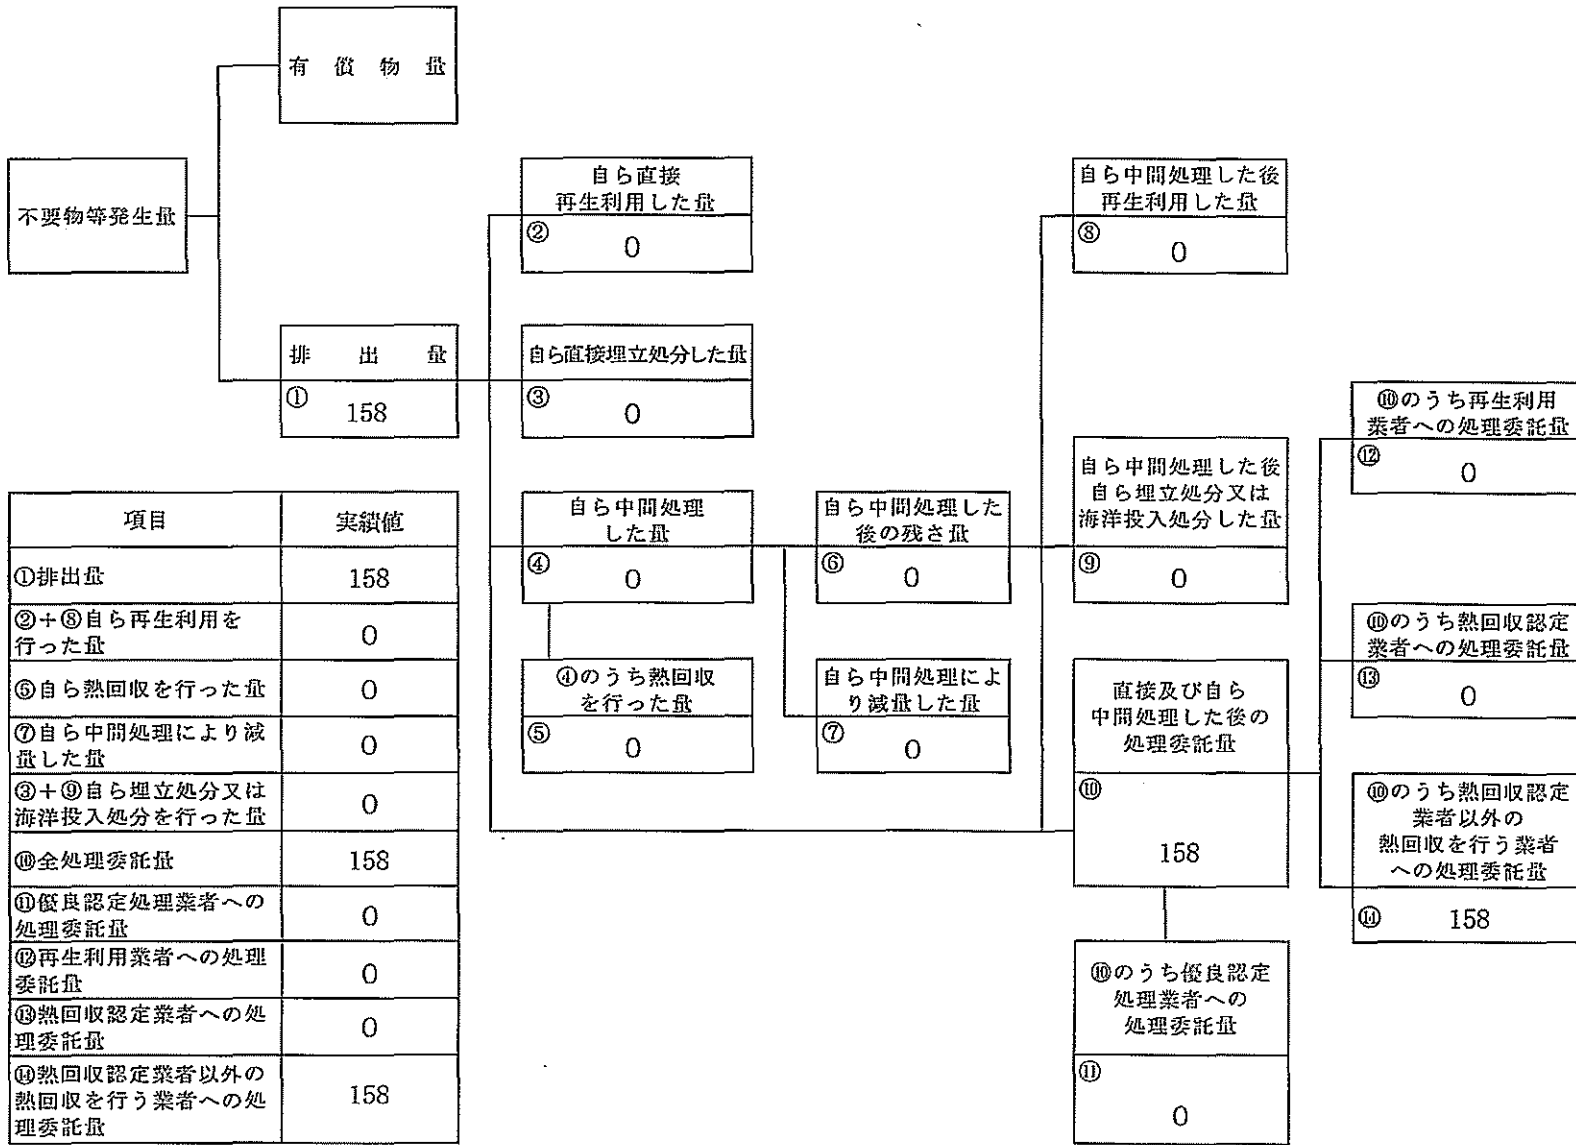 有償物量
不要物等発生量
排出量
① 158
自ら直接
再生利用した量
② 0
自ら直接埋立処分した量
③ 0
自ら中間処理
した量
④ 0
④のうち熱回収
を行った量
⑤ 0
自ら中間処理した
後の残さ量
⑥ 0
自ら中間処理によ
り減量した量
⑦ 0
自ら中間処理した後
再生利用した量
⑧ 0
自ら中間処理した後
自ら埋立処分又は
海洋投入処分した量
⑨ 0
直接及び自ら
中間処理した後の
処理委託量
⑩
158
⑩のうち優良認定
処理業者への
処理委託量
⑪
0
⑩のうち再生利用
業者への処理委託量
⑫ 0
⑩のうち熱回収認定
業者への処理委託量
⑬ 0
⑩のうち熱回収認定
業者以外の
熱回収を行う業者
への処理委託量
⑭ 158
項目 実績値
①排出量 158
②+⑧自ら再生利用を
行った量 0
⑤自ら熱回収を行った量 0
⑦自ら中間処理により減
量した量 0
③+⑨自ら埋立処分又は
海洋投入処分を行った量 0
⑩全処理委託量 158
⑪優良認定処理業者への
処理委託量 0
⑫再生利用業者への処理
委託量 0
⑬熱回収認定業者への処
理委託量 0
⑭熱回収認定業者以外の
熱回収を行う業者への処
理委託量 158